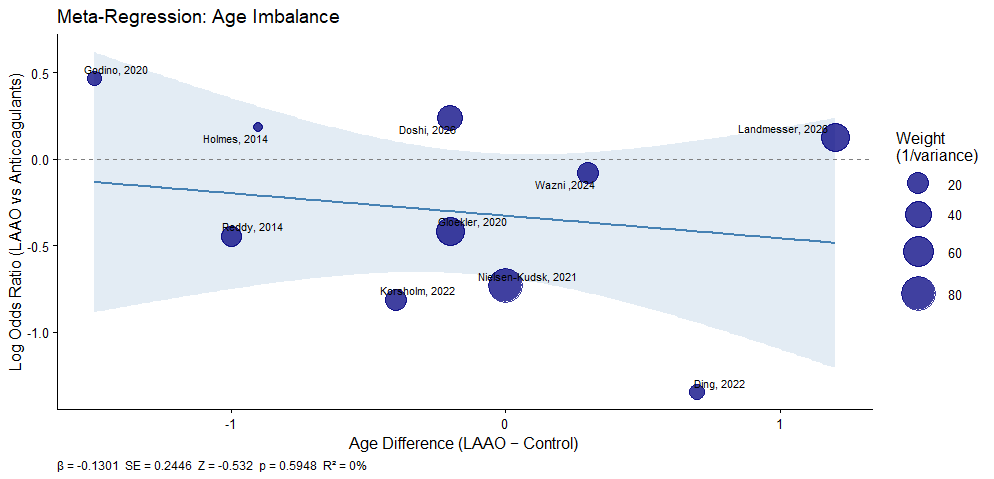 Meta-Regression: Age Imbalance
Log Odds Ratio (LAAO vs Anticoagulants)
0.5
0.0
-0.5
-1.0
Godino, 2020
Holmes, 2014
Doshi, 2026
Landmesser, 2026
Wazni ,2024
Reddy, 2014
Gloekler, 2020
Nielsen-Kudsk, 2021
Korsholm, 2022
Ding, 2022
-1
0
1
Age Difference (LAAO − Control)
β = -0.1301 SE = 0.2446 Z = -0.532 p = 0.5948 R² = 0%
Weight
(1/variance)
20
40
60
80